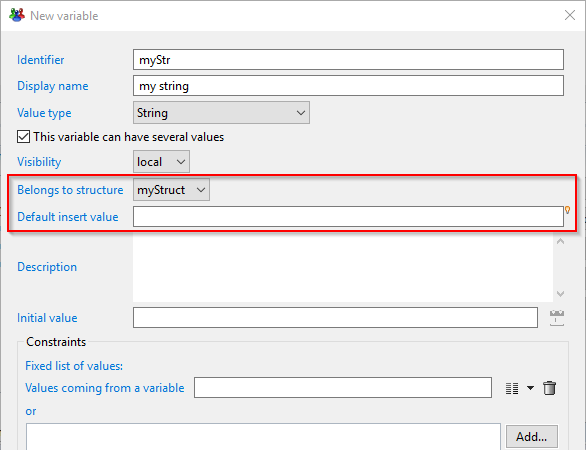 New variable
Identifier myStr
Display name my string
Value type String
This variable can have several values
Visibility local
Belongs to structure myStruct
Default insert value
Description
Initial value
Constraints
Fixed list of values:
Values coming from a variable
or
Add...